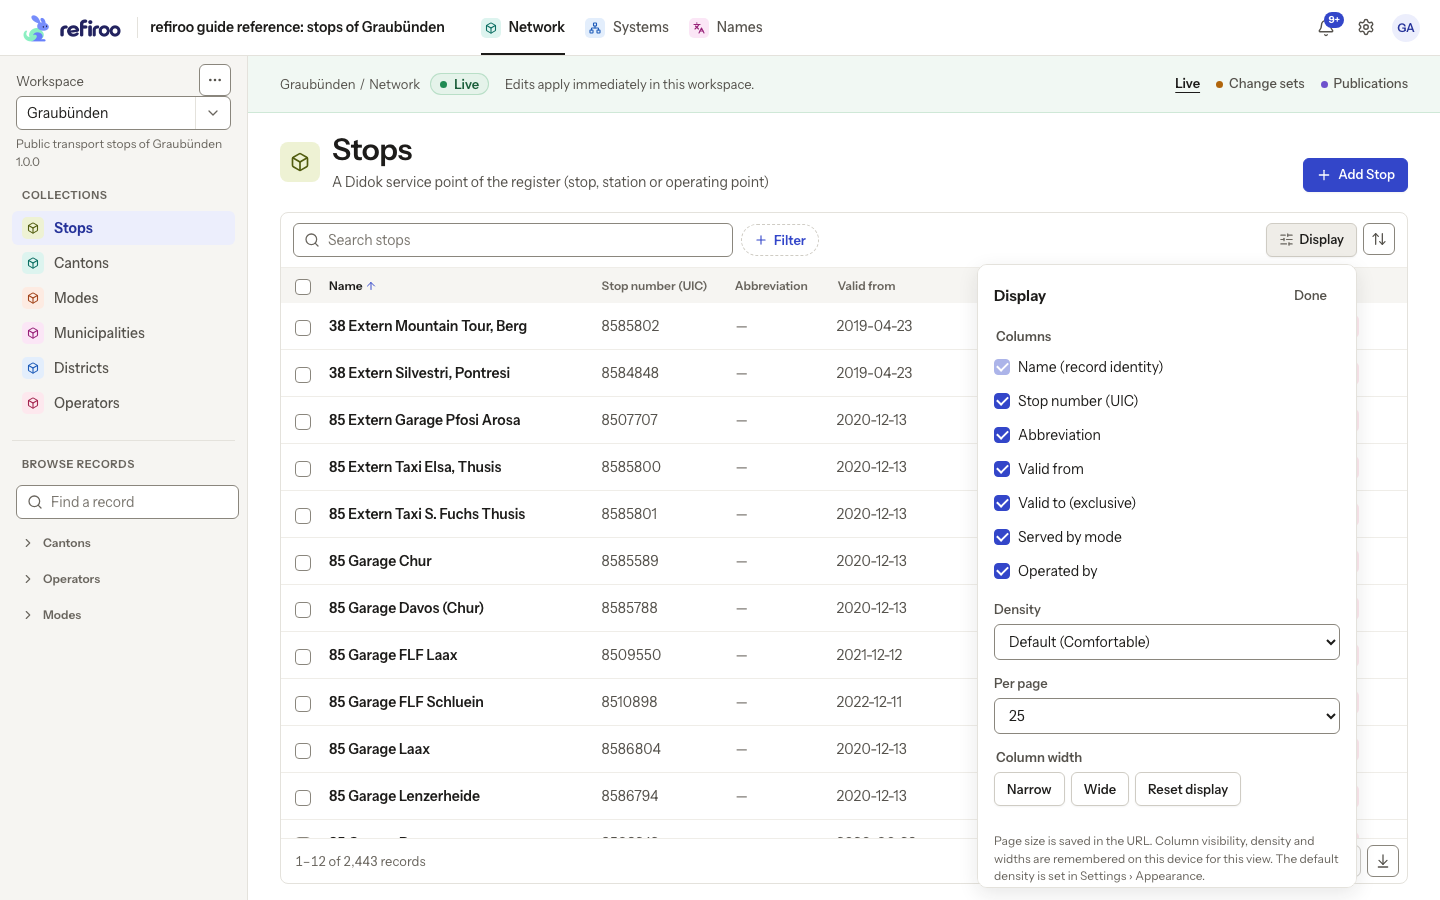 refiroo
refiroo guide reference: stops of Graubünden
Network
Systems
Names
9+
GA
Workspace
Graubünden
Public transport stops of Graubünden
1.0.0
COLLECTIONS
Stops
Cantons
Modes
Municipalities
Districts
Operators
BROWSE RECORDS
Find a record
Cantons
Operators
Modes
Graubünden / Network
Live
Edits apply immediately in this workspace.
Live
Change sets
Publications
Stops
A Didok service point of the register (stop, station or operating point)
Add Stop
Search stops
Filter
Display
Name Stop number (UIC) Abbreviation Valid from
38 Extern Mountain Tour, Berg 8585802 — 2019-04-23
38 Extern Silvestri, Pontresi 8584848 — 2019-04-23
85 Extern Garage Pfosi Arosa 8507707 — 2020-12-13
85 Extern Taxi Elsa, Thusis 8585800 — 2020-12-13
85 Extern Taxi S. Fuchs Thusis 8585801 — 2020-12-13
85 Garage Chur 8585589 — 2020-12-13
85 Garage Davos (Chur) 8585788 — 2020-12-13
85 Garage FLF Laax 8509550 — 2021-12-12
85 Garage FLF Schluein 8510898 — 2022-12-11
85 Garage Laax 8586804 — 2020-12-13
85 Garage Lenzerheide 8586794 — 2020-12-13
1–12 of 2,443 records
Display
Done
Columns
Name (record identity)
Stop number (UIC)
Abbreviation
Valid from
Valid to (exclusive)
Served by mode
Operated by
Density
Default (Comfortable)
Per page
25
Column width
Narrow
Wide
Reset display
Page size is saved in the URL. Column visibility, density and
widths are remembered on this device for this view. The default
density is set in Settings › Appearance.